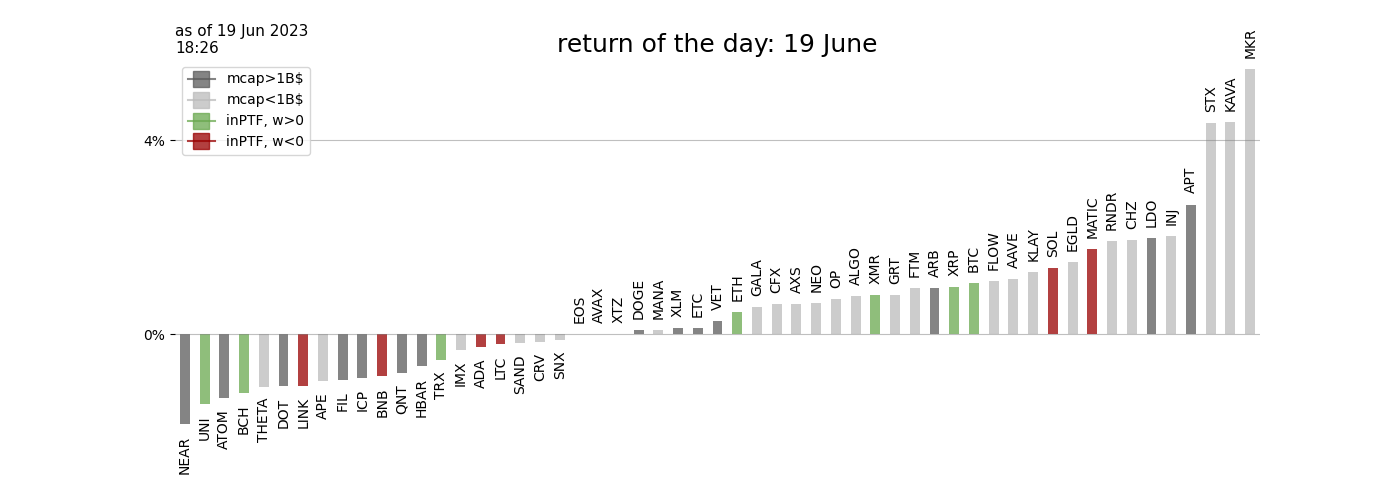 as of 19 Jun 2023
18:26
return of the day: 19 June
mcap>1B$
mcap<1B$
inPTF, w>0
inPTF, w<0
4%
0%
NEAR
UNI
ATOM
BCH
THETA
DOT
LINK
APE
FIL
ICP
BNB
QNT
HBAR
TRX
IMX
ADA
LTC
SAND
CRV
SNX
EOS
AVAX
XTZ
DOGE
MANA
XLM
ETC
VET
ETH
GALA
CFX
AXS
NEO
OP
ALGO
XMR
GRT
FTM
ARB
XRP
BTC
FLOW
AAVE
KLAY
SOL
EGLD
MATIC
RNDR
CHZ
LDO
INJ
APT
STX
KAVA
MKR